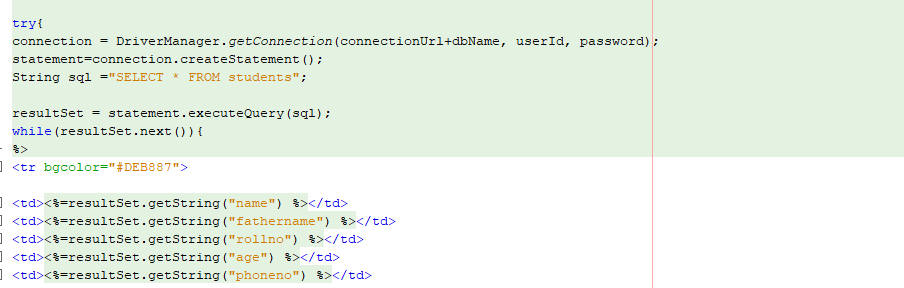 try{
connection = DriverManager.getConnection(connectionUrl+dbName, userId, password);
statement=connection.createStatement();
String sql ="SELECT * FROM students";
resultSet = statement.executeQuery(sql);
while(resultSet.next()){
%>
<tr bgcolor="#DEB887">
<td><%=resultSet.getString("name") %></td>
<td><%=resultSet.getString("fathername") %></td>
<td><%=resultSet.getString("rollno") %></td>
<td><%=resultSet.getString("age") %></td>
<td><%=resultSet.getString("phoneno") %></td>